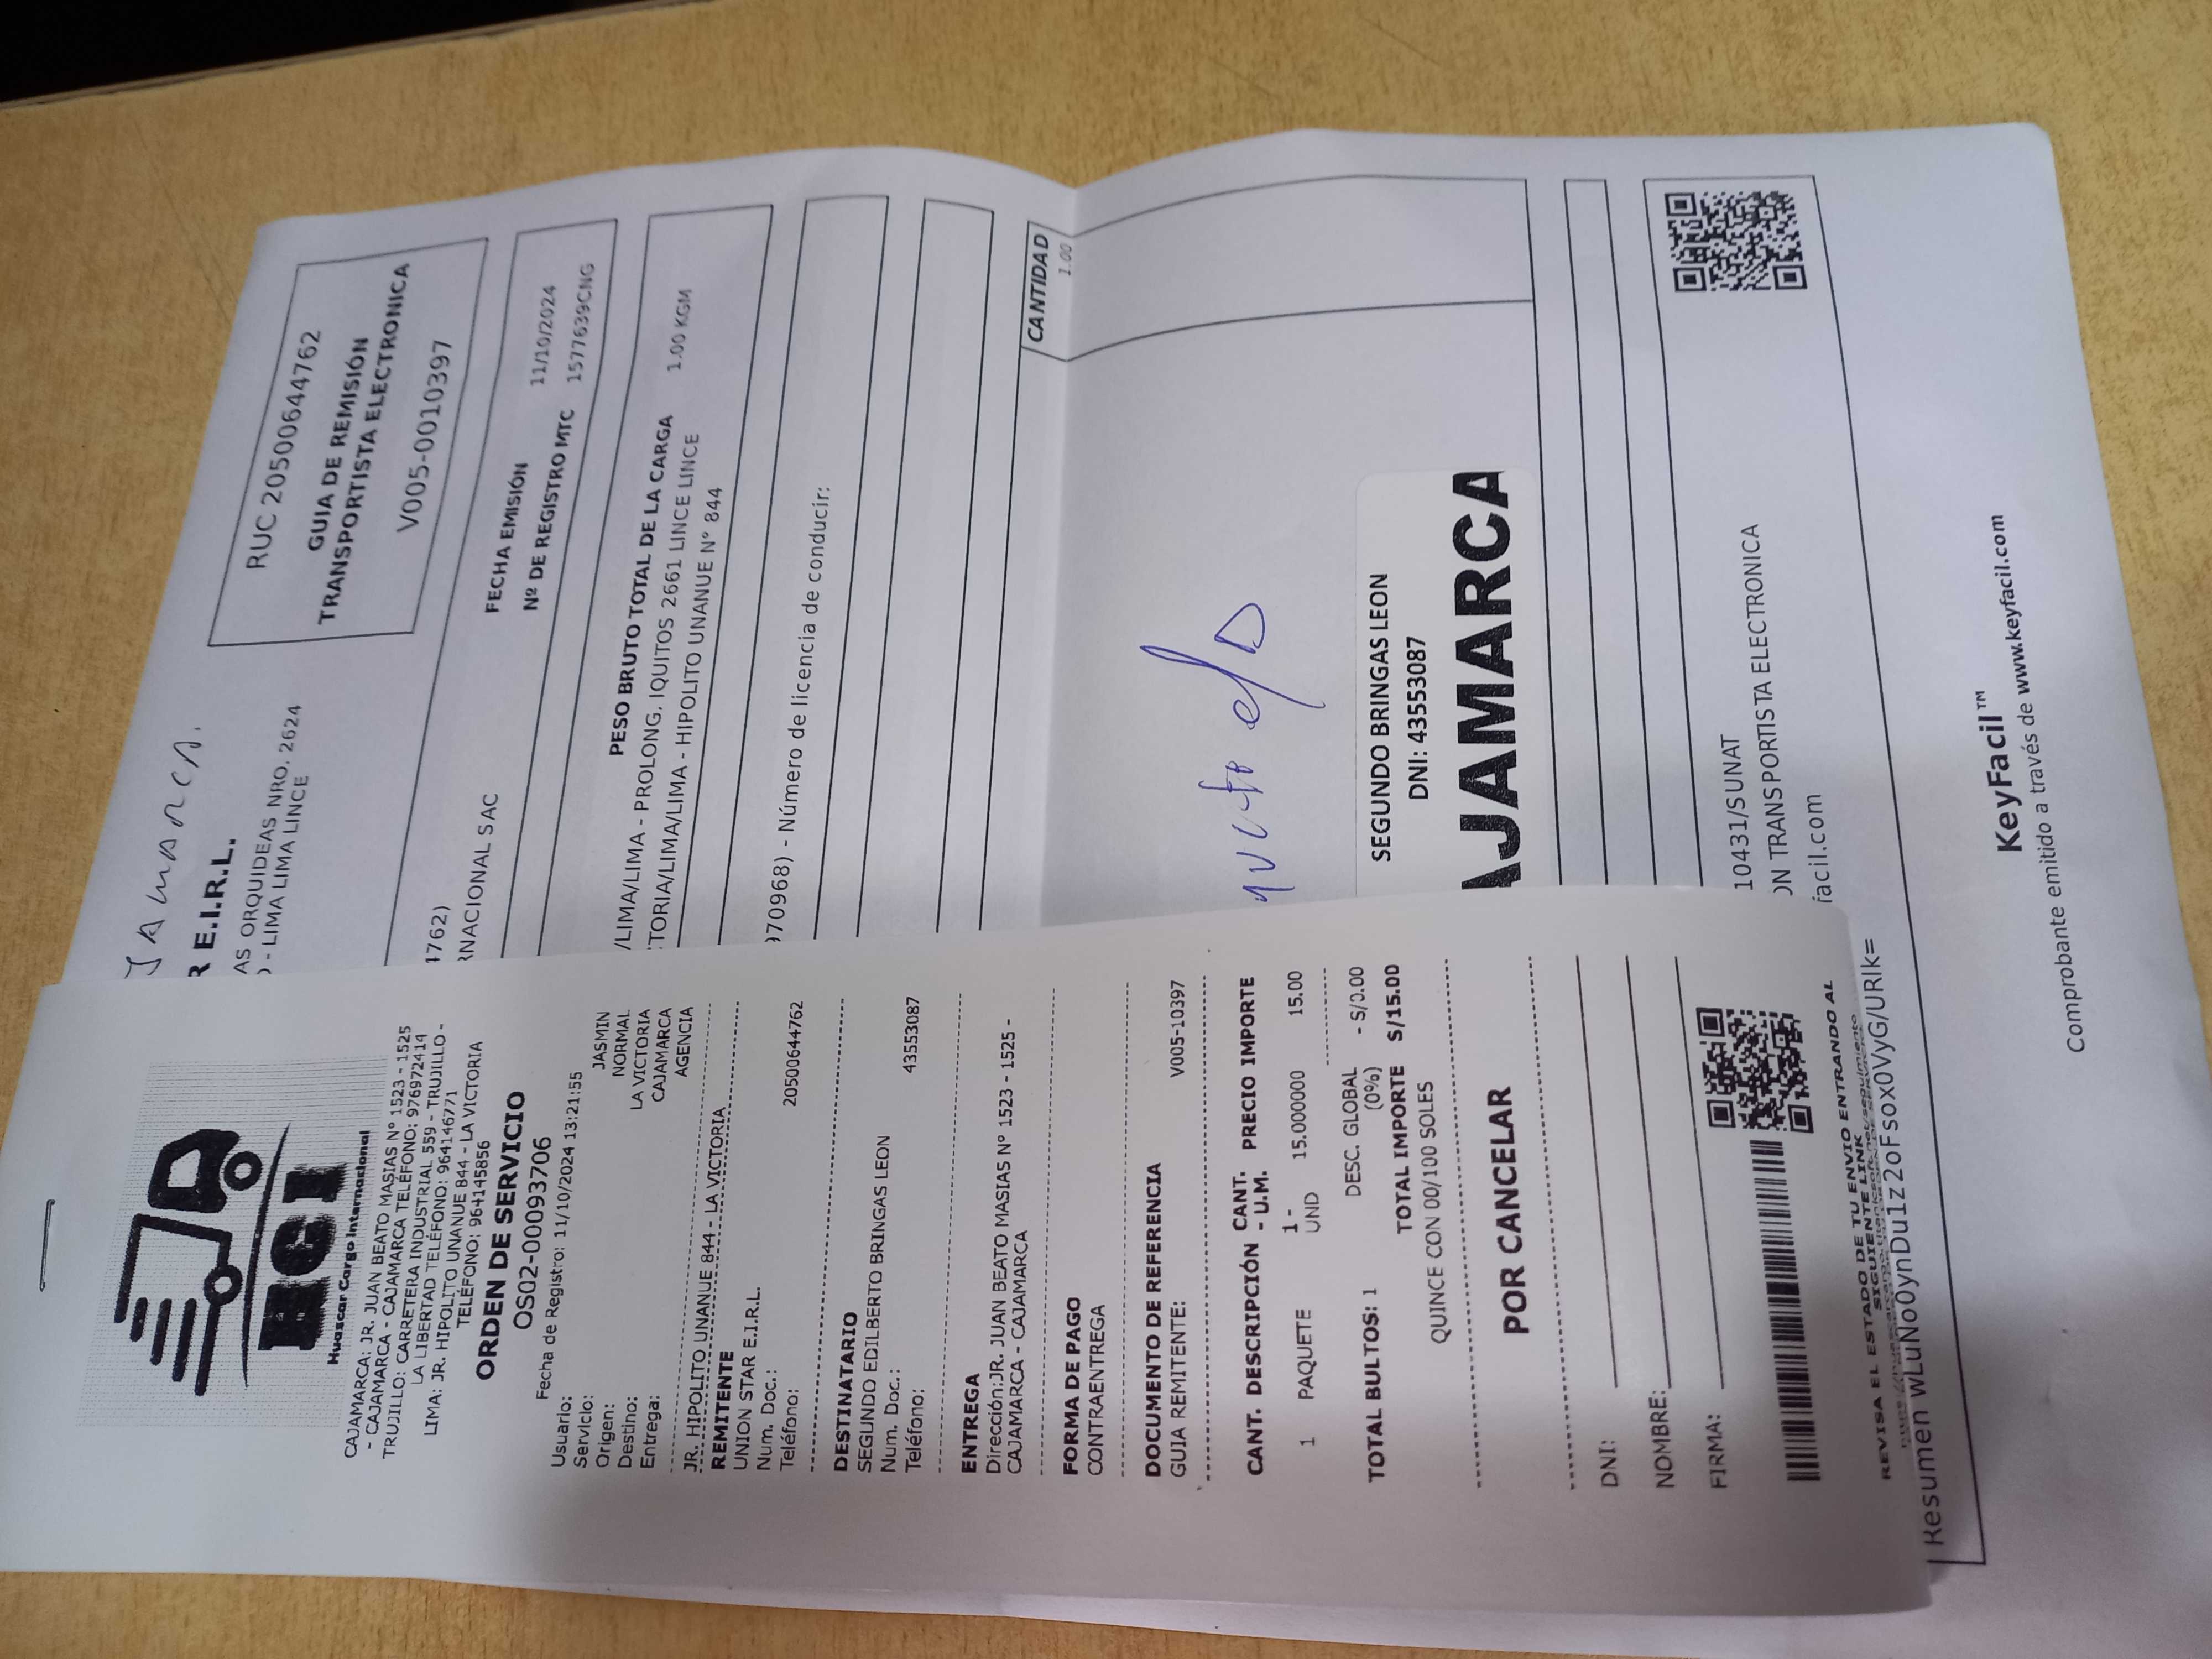 HCI
Huascar Cargo Internacional
CAJAMARCA: JR. JUAN BEATO MASIAS Nº 1523 - 1525
- CAJAMARCA - CAJAMARCA TELÉFONO: 976972414
TRUJILLO: CARRETERA INDUSTRIAL 559 - TRUJILLO -
LA LIBERTAD TELÉFONO: 964146771
LIMA: JR. HIPOLITO UNANUE 844 - LA VICTORIA
TELÉFONO: 964145856
ORDEN DE SERVICIO
OS02-00093706
Fecha de Registro: 11/10/2024 13:21:55
Usuario: JASMIN
Servicio: NORMAL
Origen: LA VICTORIA
Destino: CAJAMARCA
Entrega: AGENCIA
JR. HIPOLITO UNANUE 844 - LA VICTORIA
REMITENTE
UNION STAR E.I.R.L.
Num. Doc.: 20500644762
Teléfono:
DESTINATARIO
SEGUNDO EDILBERTO BRINGAS LEON
Num. Doc.: 43553087
Teléfono:
ENTREGA
Dirección:JR. JUAN BEATO MASIAS Nº 1523 - 1525 -
CAJAMARCA - CAJAMARCA
FORMA DE PAGO
CONTRAENTREGA
DOCUMENTO DE REFERENCIA
GUIA REMITENTE: V005-10397
CANT. DESCRIPCIÓN CANT. - U.M. PRECIO IMPORTE
1 PAQUETE 1 - UND 15.000000 15.00
TOTAL BULTOS: 1
DESC. GLOBAL (0%) - S/0.00
TOTAL IMPORTE S/15.00
QUINCE CON 00/100 SOLES
POR CANCELAR
DNI:
NOMBRE:
FIRMA:
REVISA EL ESTADO DE TU ENVIO ENTRANDO AL
SIGUIENTE LINK
JAMARCA.
R E.I.R.L.
AS ORQUIDEAS NRO. 2624
- LIMA LIMA LINCE
RUC 20500644762
GUIA DE REMISIÓN
TRANSPORTISTA ELECTRONICA
V005-0010397
4762)
RNACIONAL SAC
FECHA EMISIÓN 11/10/2024
Nº DE REGISTRO MTC 1577639CNG
PESO BRUTO TOTAL DE LA CARGA 1.00 KGM
/LIMA/LIMA - PROLONG. IQUITOS 2661 LINCE LINCE
TORIA/LIMA/LIMA - HIPOLITO UNANUE Nº 844
970968) - Número de licencia de conducir:
CANTIDAD
1.00
SEGUNDO BRINGAS LEON
DNI: 43553087
AJAMARCA
10431/SUNAT
ON TRANSPORTISTA ELECTRONICA
facil.com
Resumen wLuNo0ynDu1z2oFsox0VyG/URIk=
KeyFacil™
Comprobante emitido a través de www.keyfacil.com